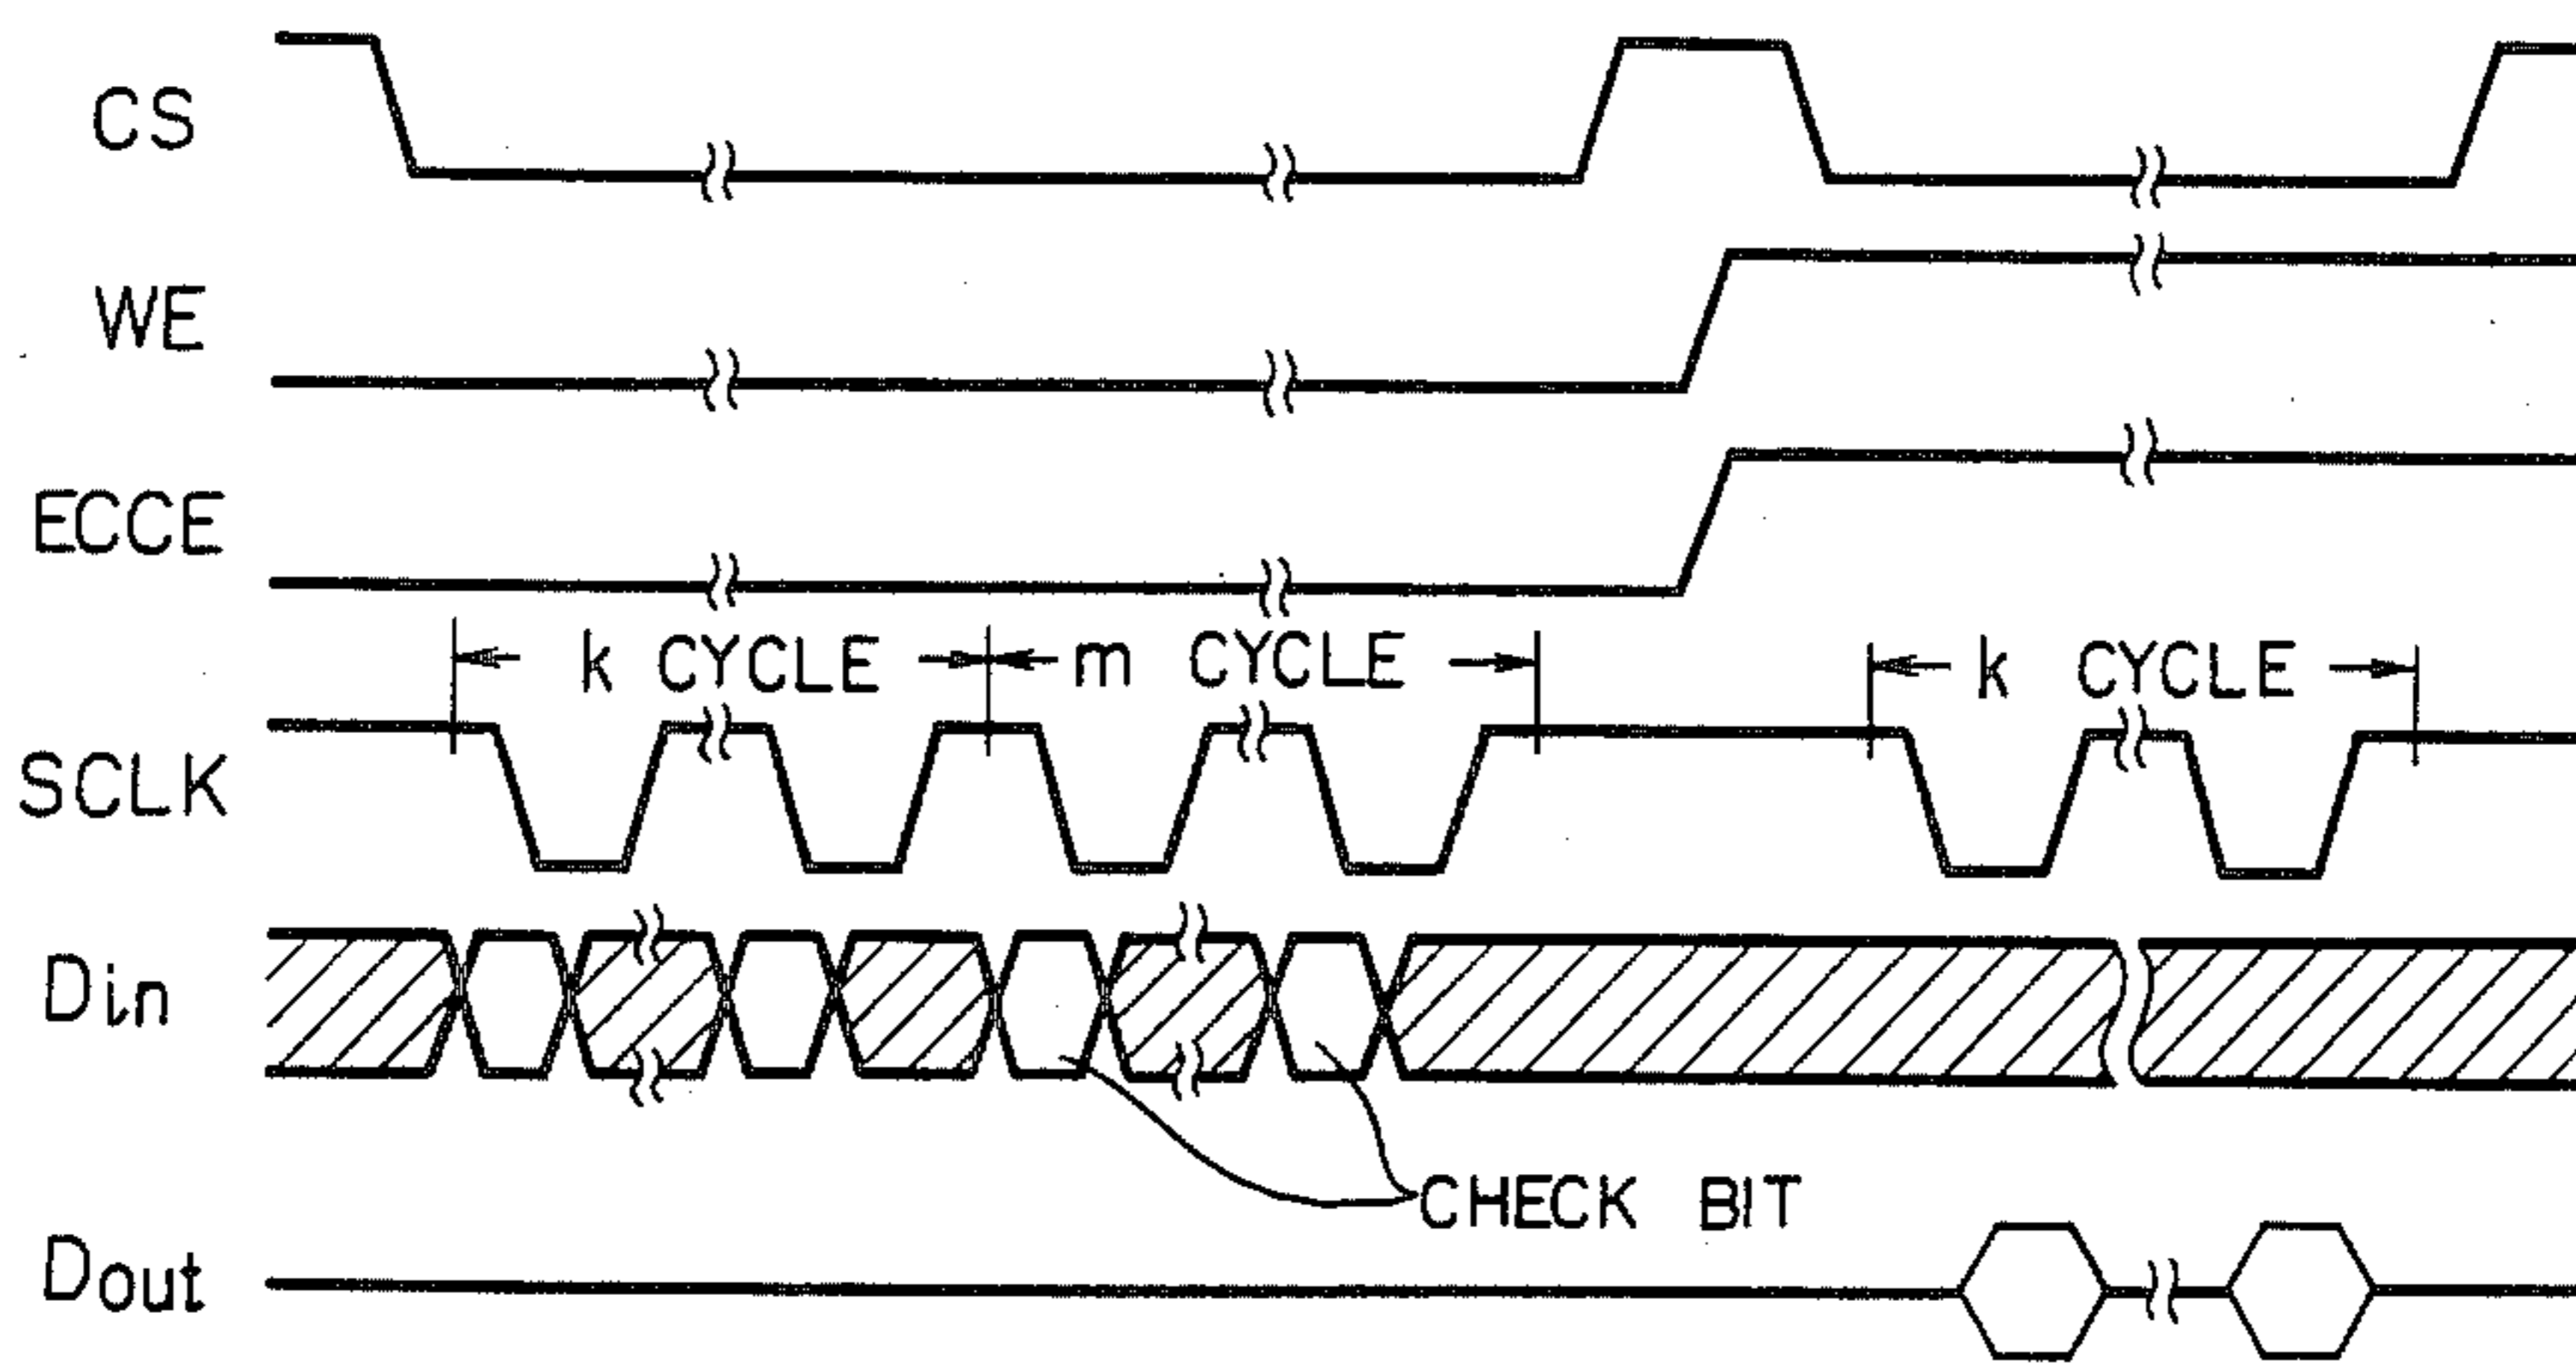 CS
WE
ECCE
k CYCLE m CYCLE k CYCLE
SCLK
Din
CHECK BIT
Dout